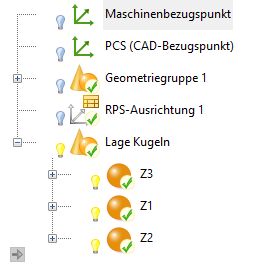 Maschinenbezugspunkt
PCS (CAD-Bezugspunkt)
Geometriegruppe 1
RPS-Ausrichtung 1
Lage Kugeln
Z3
Z1
Z2